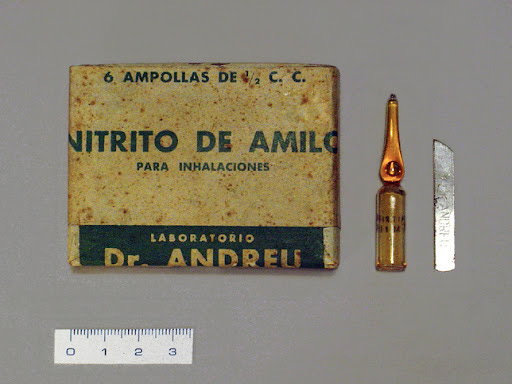 6 AMPOLLAS DE 1/2 C. C.
NITRITO DE AMILO
PARA INHALACIONES
LABORATORIO
Dr. ANDREU
0 1 2 3